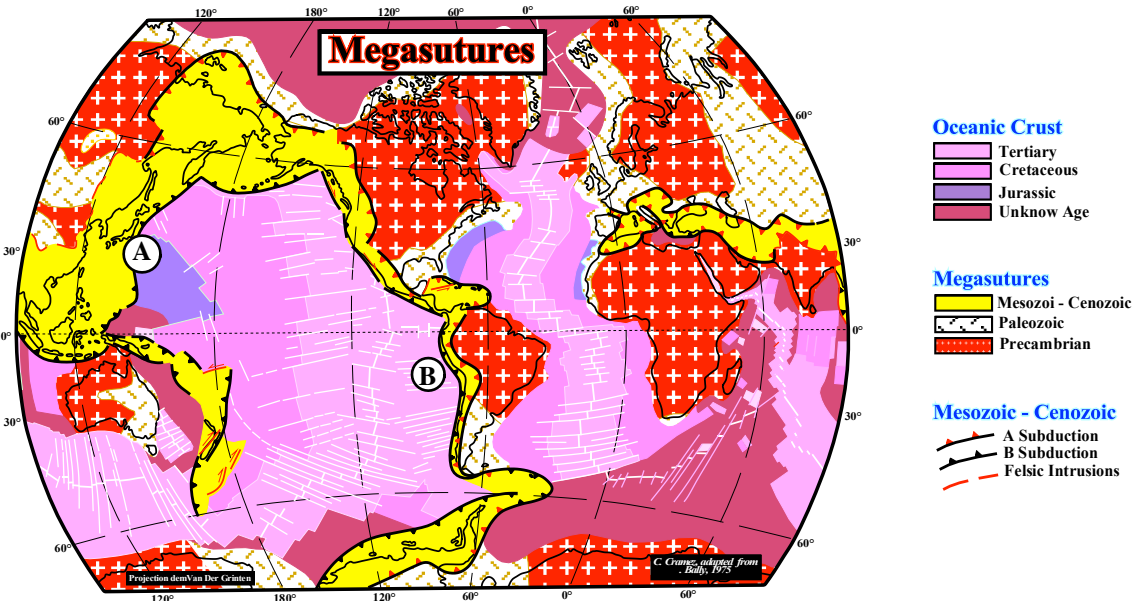 120° 180° 120° 60° 0° 60°
Megasutures
60° 60°
30° 30°
0° 0°
30° 30°
60° 60°
A
B
Projection demVan Der Grinten
C. Cramez, adapted from
. Bally, 1975
120° 180° 120° 60° 0° 60°
Oceanic Crust
Tertiary
Cretaceous
Jurassic
Unknow Age
Megasutures
Mesozoi - Cenozoic
Paleozoic
Precambrian
Mesozoic - Cenozoic
A Subduction
B Subduction
Felsic Intrusions